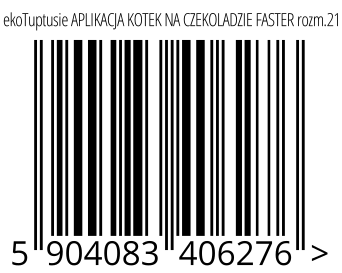 ekoTuptusie APLIKACJA KOTEK NA CZEKOLADZIE FASTER rozm.21
5 904083 406276 >